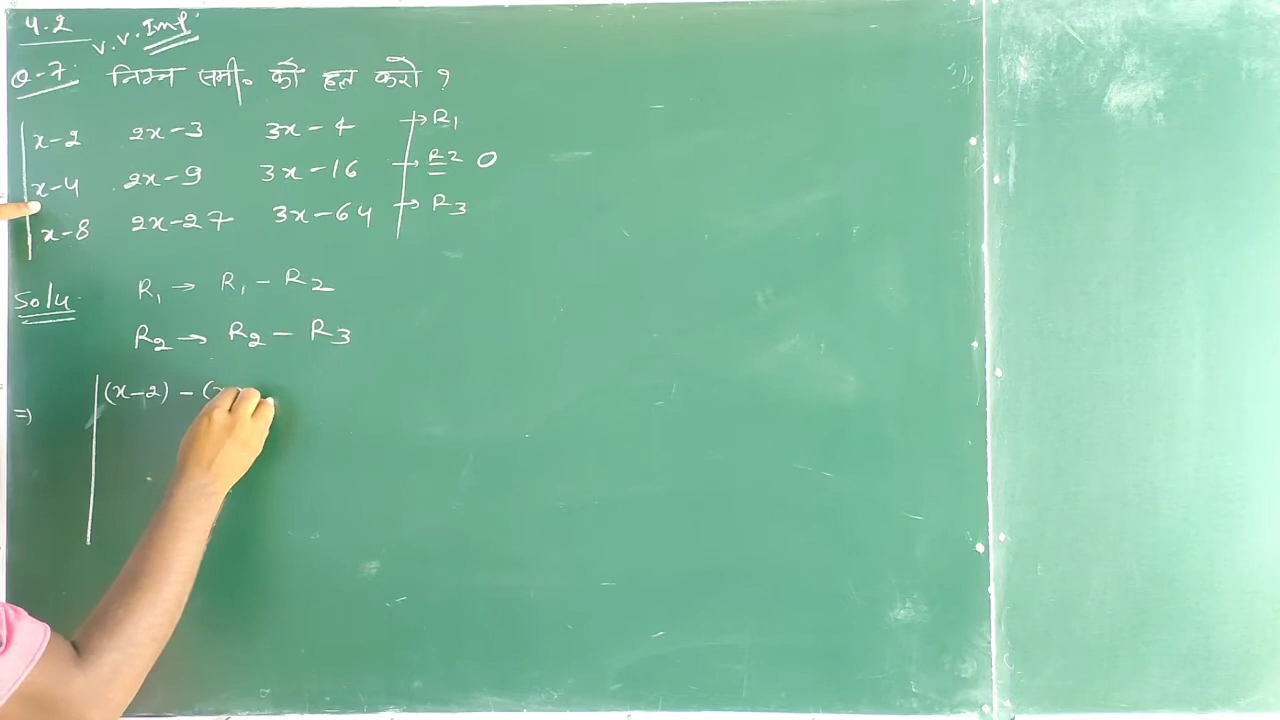 4.2
v.v. Imp.
Q-7. निम्न समी० को हल करो ?
| x-2 2x-3 3x-4 | → R1
| x-4 2x-9 3x-16 | → R2 0
| x-8 2x-27 3x-64 | → R3
Sol4. R1 → R1 - R2
R2 → R2 - R3
⇒ | (x-2) - (x